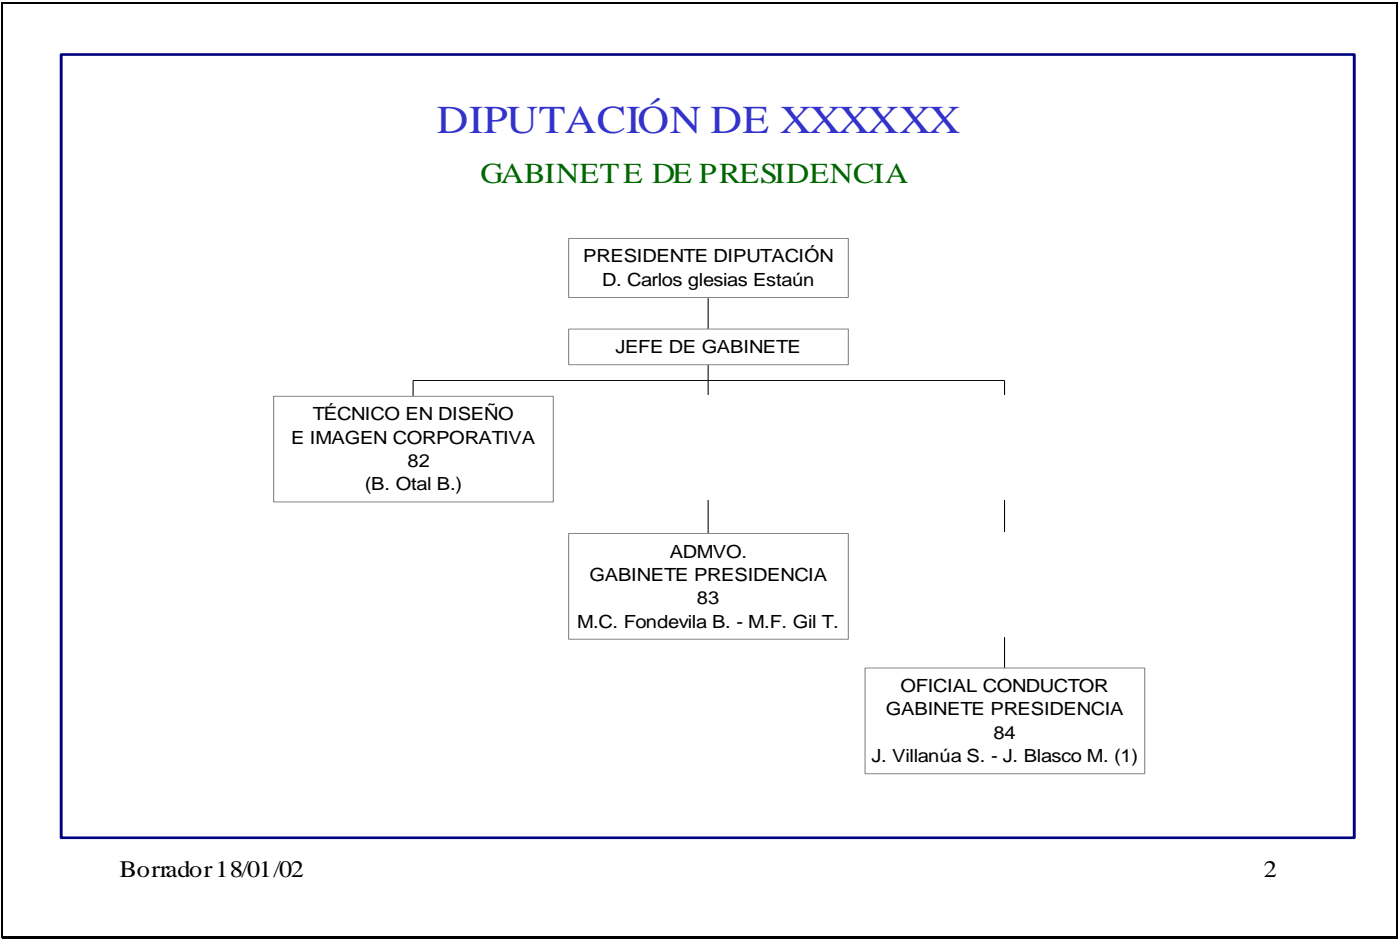 DIPUTACIÓN DE XXXXXX
GABINETE DE PRESIDENCIA
PRESIDENTE DIPUTACIÓN
D. Carlos glesias Estaún
JEFE DE GABINETE
TÉCNICO EN DISEÑO
E IMAGEN CORPORATIVA
82
(B. Otal B.)
ADMVO.
GABINETE PRESIDENCIA
83
M.C. Fondevila B. - M.F. Gil T.
OFICIAL CONDUCTOR
GABINETE PRESIDENCIA
84
J. Villanúa S. - J. Blasco M. (1)
Borrador 18/01/02
2